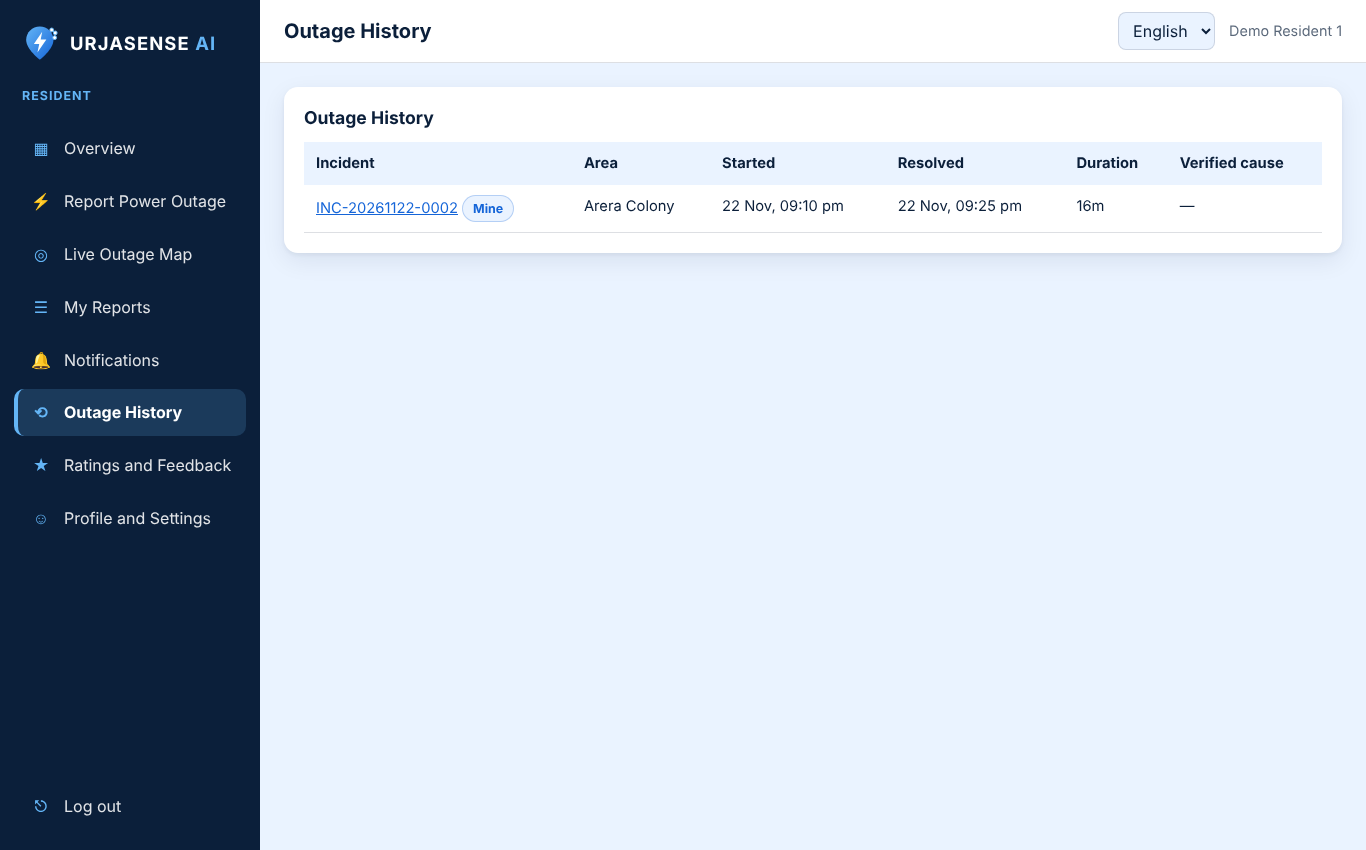 URJASENSE AI
RESIDENT
Overview
Report Power Outage
Live Outage Map
My Reports
Notifications
Outage History
Ratings and Feedback
Profile and Settings
Log out
Outage History
English
Demo Resident 1
Outage History
Incident Area Started Resolved Duration Verified cause
INC-20261122-0002 Mine Arera Colony 22 Nov, 09:10 pm 22 Nov, 09:25 pm 16m —